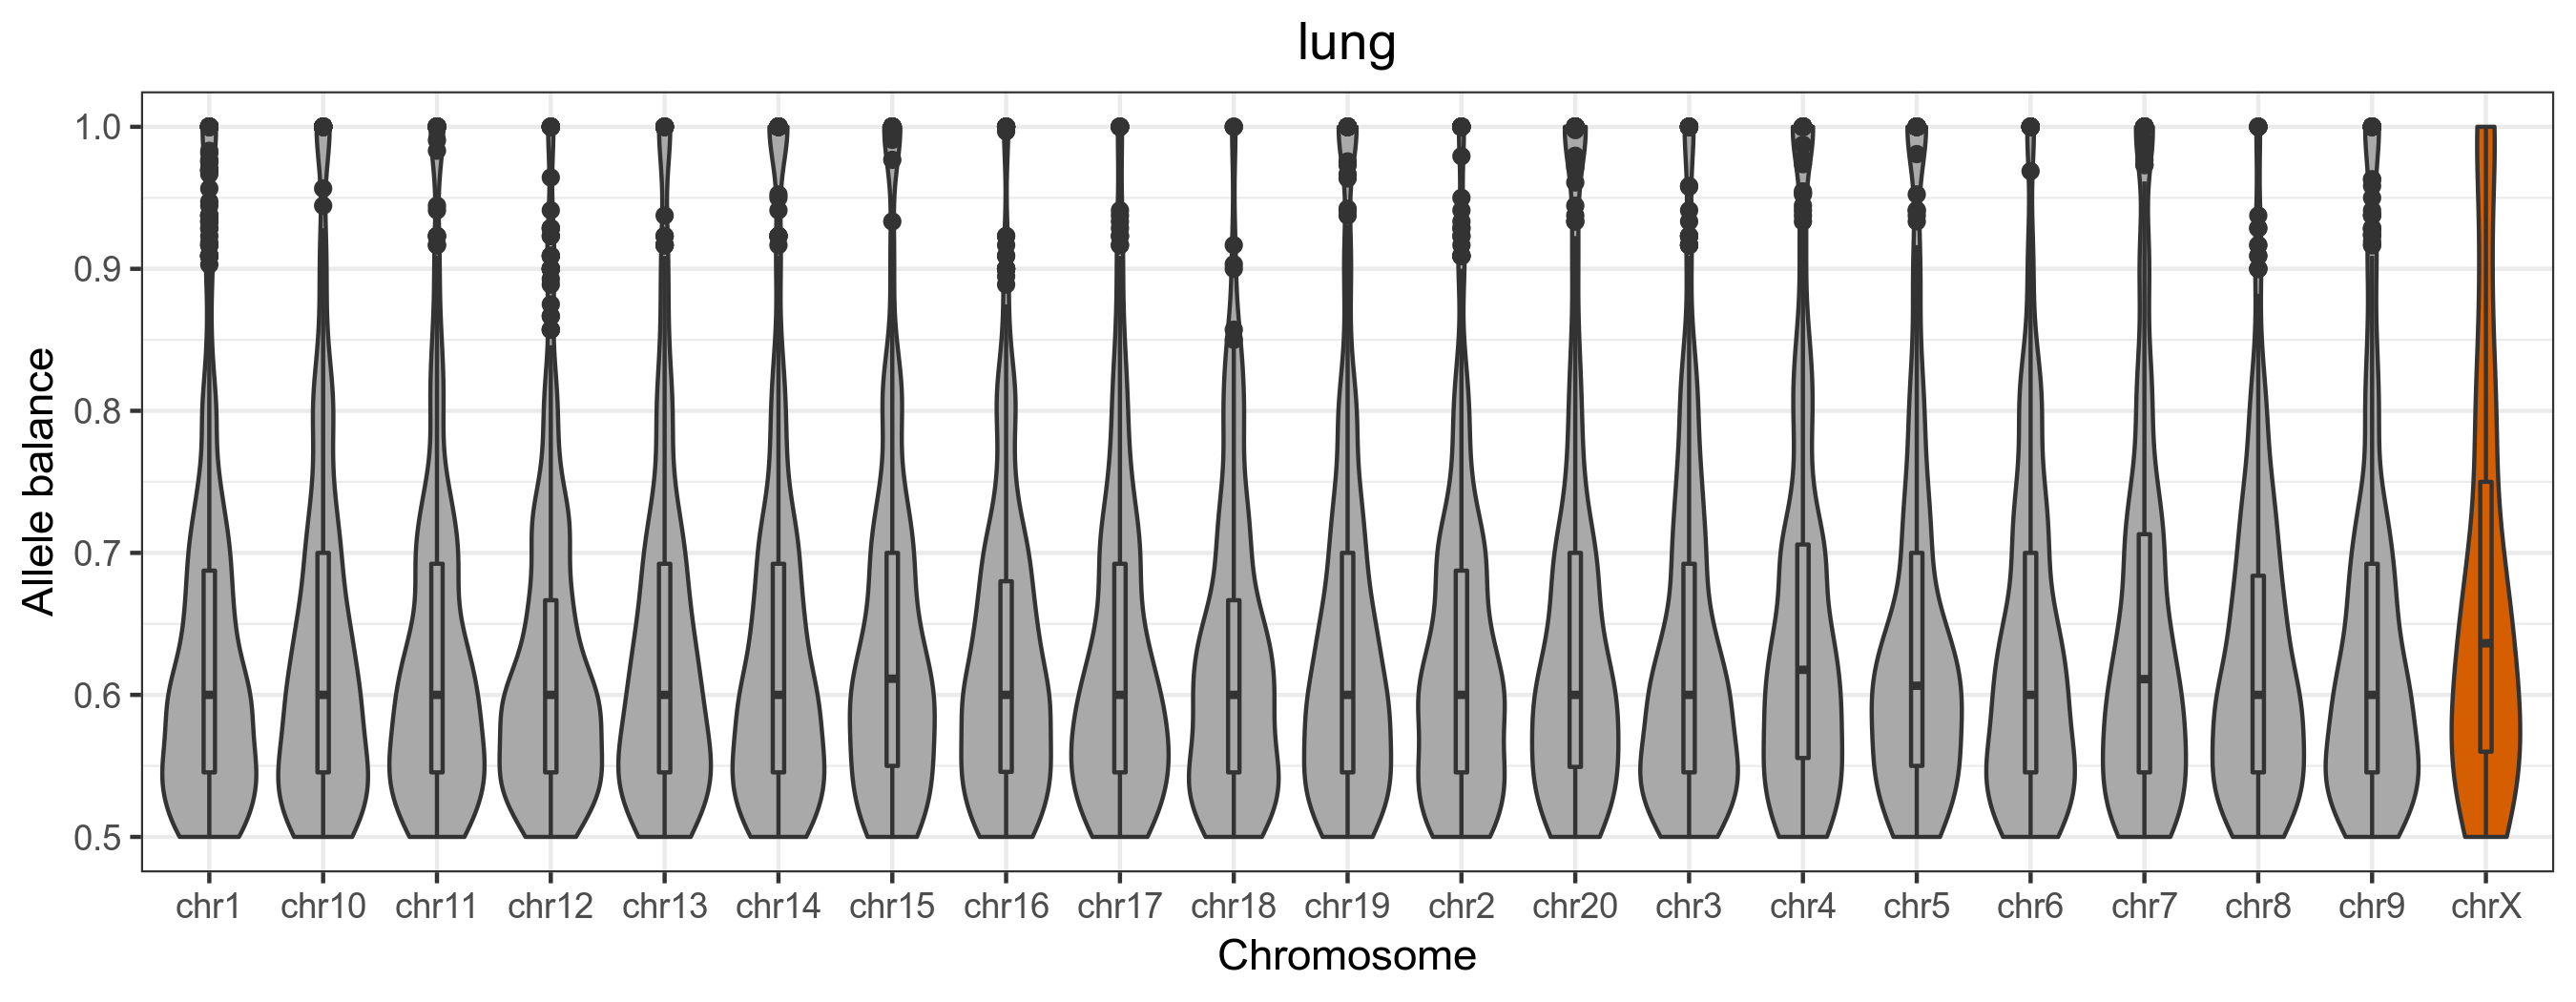 lung
Allele balance
1.0
0.9
0.8
0.7
0.6
0.5
chr1 chr10 chr11 chr12 chr13 chr14 chr15 chr16 chr17 chr18 chr19 chr2 chr20 chr3 chr4 chr5 chr6 chr7 chr8 chr9 chrX
Chromosome